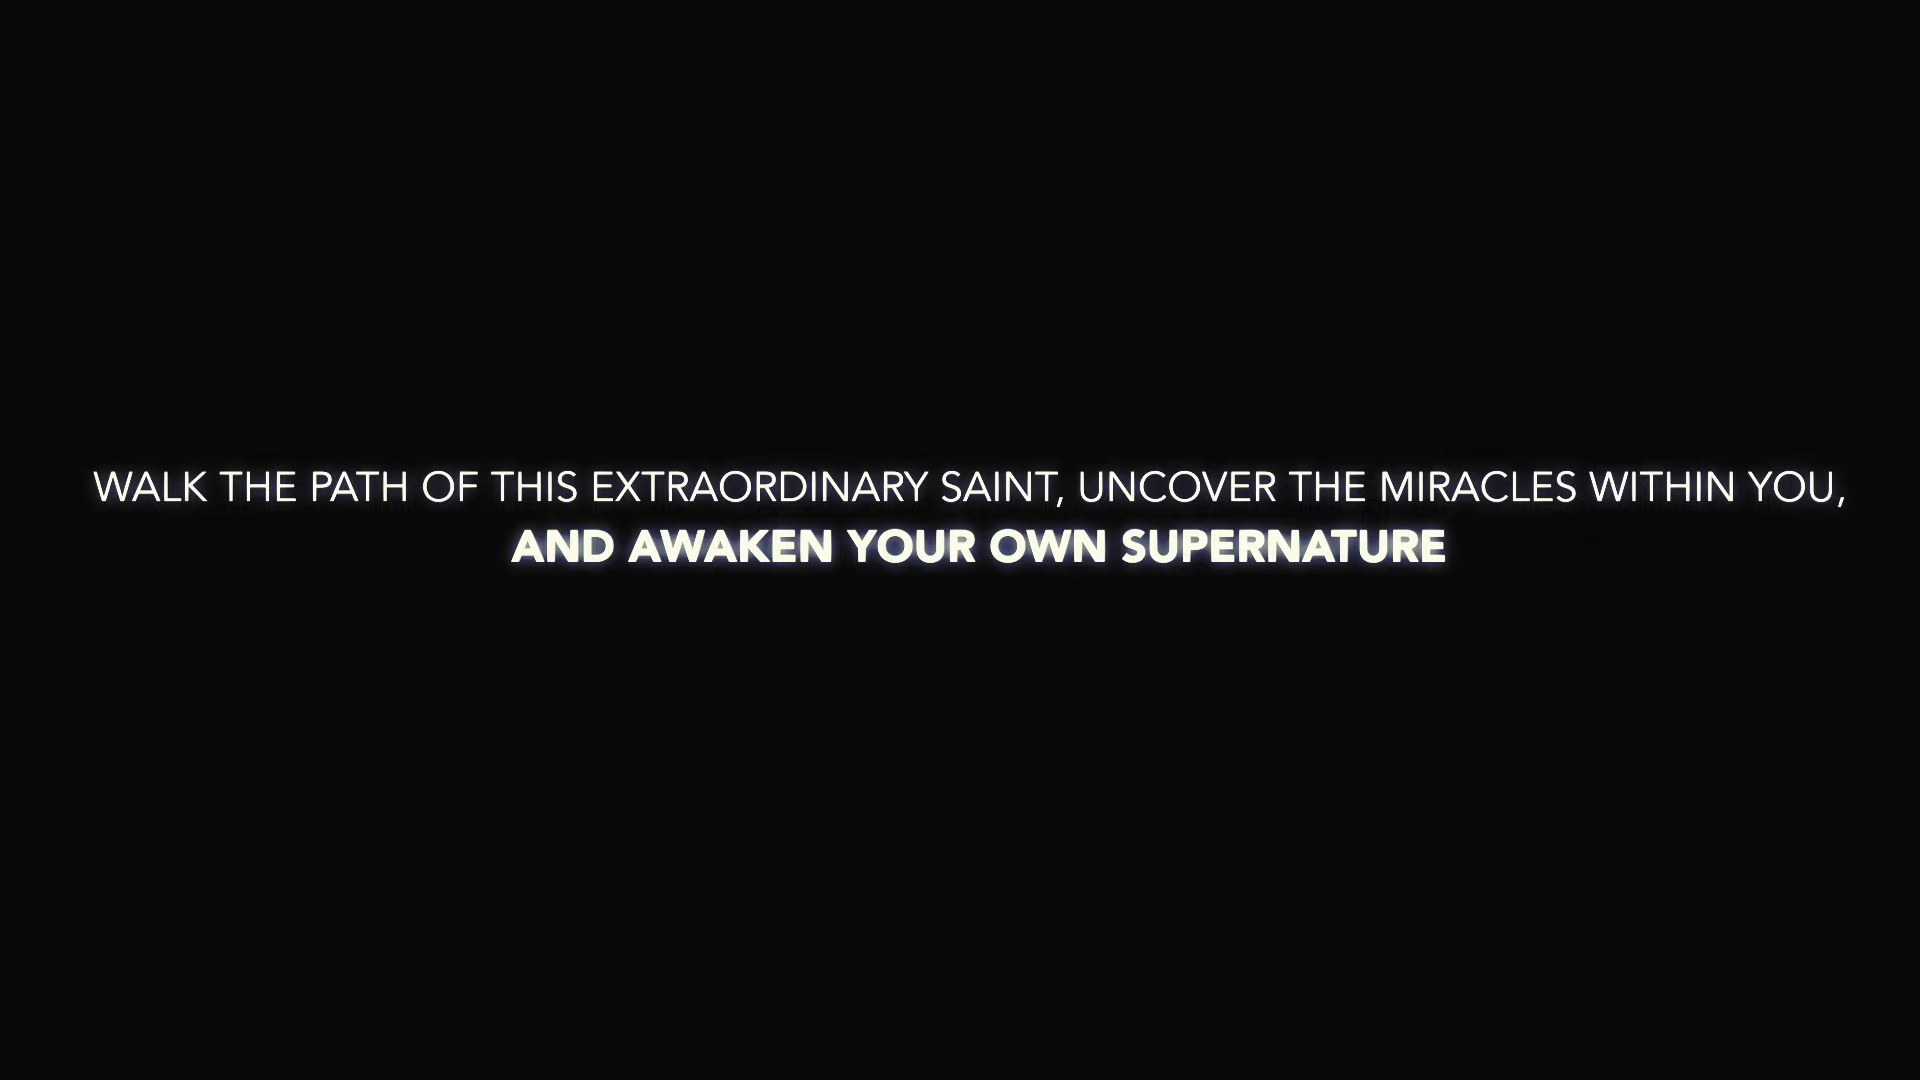 WALK THE PATH OF THIS EXTRAORDINARY SAINT, UNCOVER THE MIRACLES WITHIN YOU,
AND AWAKEN YOUR OWN SUPERNATURE